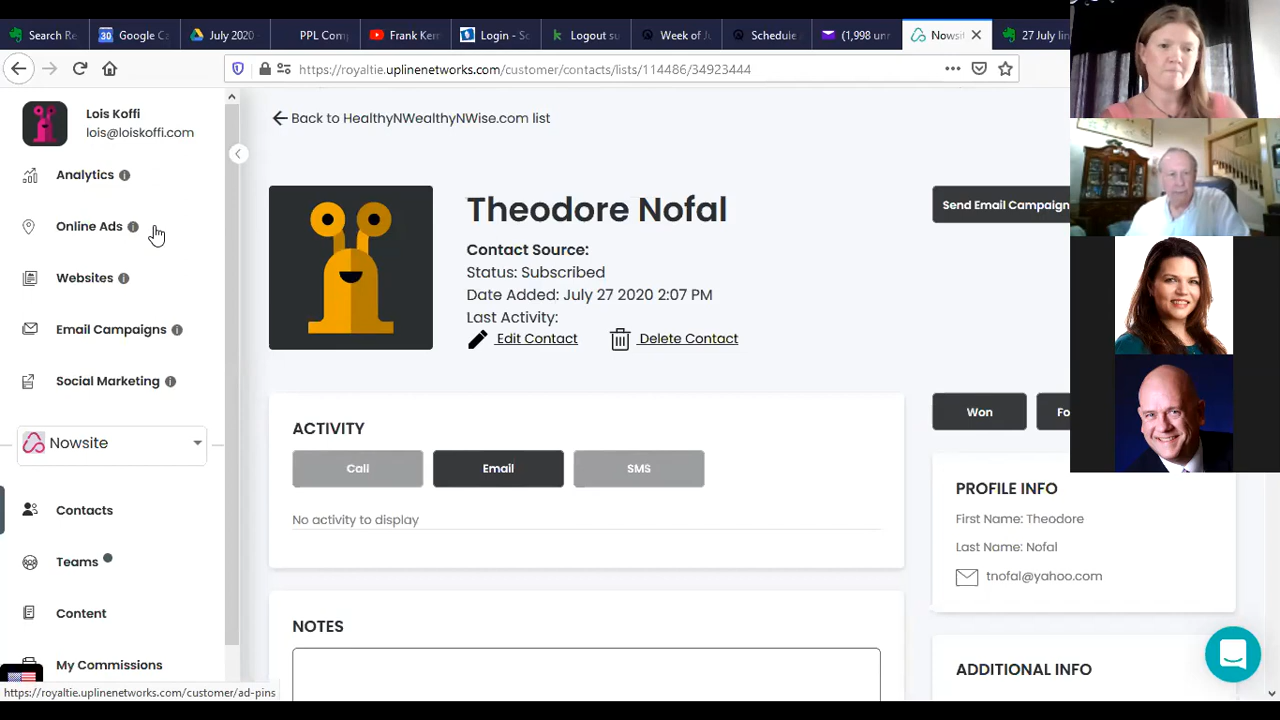 Search Re
Google Ca
July 2020
PPL Comp
Frank Kern
Login - S
Logout su
Week of J
Schedule a
(1,998 unr
Nowsit
27 July lin
https://royaltie.uplinenetworks.com/customer/contacts/lists/114486/34923444
Lois Koffi
lois@loiskoffi.com
Analytics
Online Ads
Websites
Email Campaigns
Social Marketing
Nowsite
Contacts
Teams
Content
My Commissions
https://royaltie.uplinenetworks.com/customer/ad-pins
Back to HealthyNWealthyNWise.com list
Theodore Nofal
Contact Source:
Status: Subscribed
Date Added: July 27 2020 2:07 PM
Last Activity:
Edit Contact
Delete Contact
Send Email Campaign
ACTIVITY
Call
Email
SMS
No activity to display
NOTES
Won
Fo
PROFILE INFO
First Name: Theodore
Last Name: Nofal
tnofal@yahoo.com
ADDITIONAL INFO